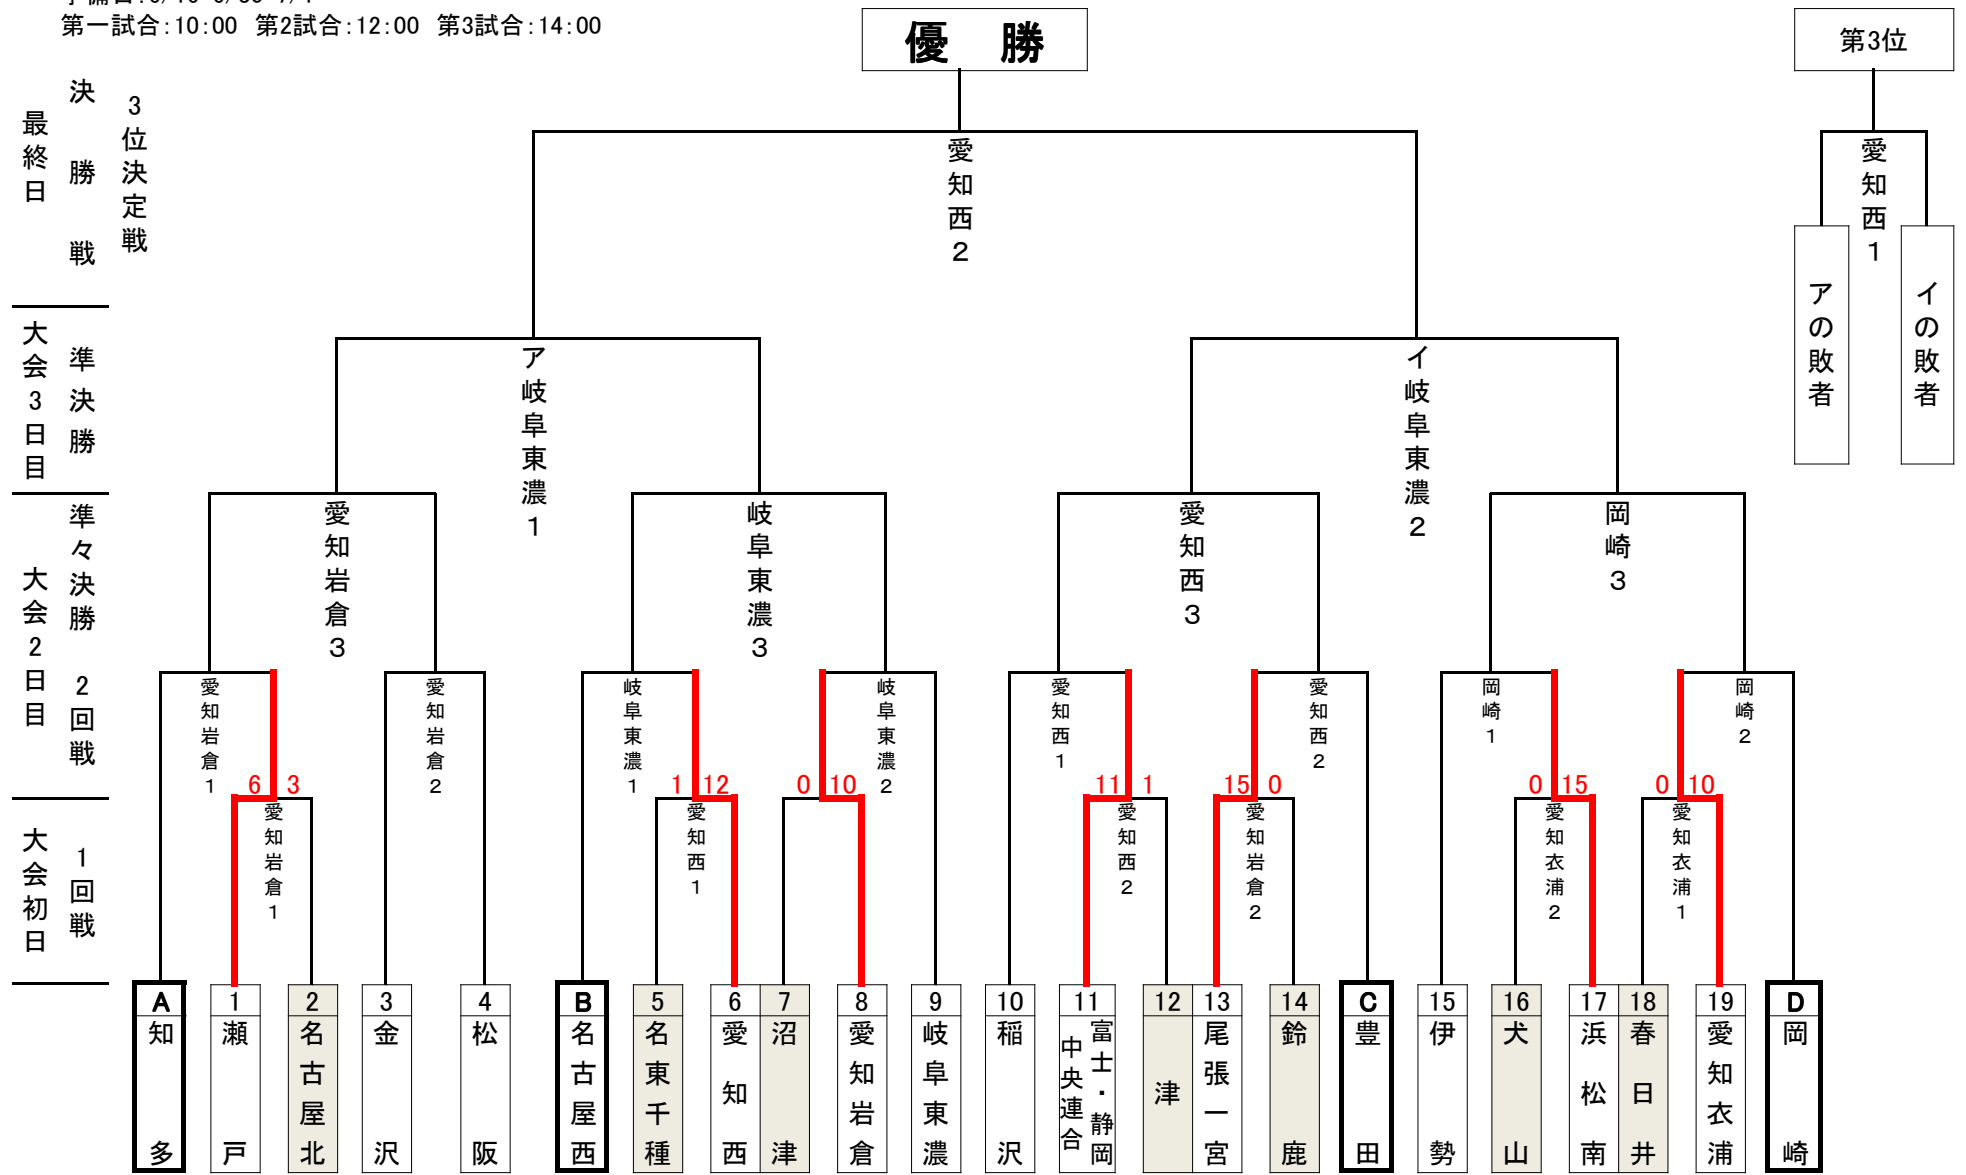 第一試合:10:00 第2試合:12:00 第3試合:14:00
優 勝
第3位
最終日
決勝戦
3位決定戦
愛知西2
愛知西1
アの敗者
イの敗者
大会3日目
準決勝
ア岐阜東濃1
イ岐阜東濃2
大会2日目
準々決勝
2回戦
愛知岩倉3
岐阜東濃3
愛知西3
岡崎3
愛知岩倉1
愛知岩倉2
岐阜東濃1
岐阜東濃2
愛知西1
愛知西2
岡崎1
岡崎2
6 3
1 12
0 10
11 1
15 0
0 15
0 10
大会初日
1回戦
愛知岩倉1
愛知西1
愛知西2
愛知岩倉2
愛知衣浦2
愛知衣浦1
A 知多
1 瀬戸
2 名古屋北
3 金沢
4 松阪
B 名古屋西
5 名東千種
6 愛知西
7 沼津
8 愛知岩倉
9 岐阜東濃
10 稲沢
11 富士・静岡中央連合
12 津
13 尾張一宮
14 鈴鹿
C 豊田
15 伊勢
16 犬山
17 浜松南
18 春日井
19 愛知衣浦
D 岡崎